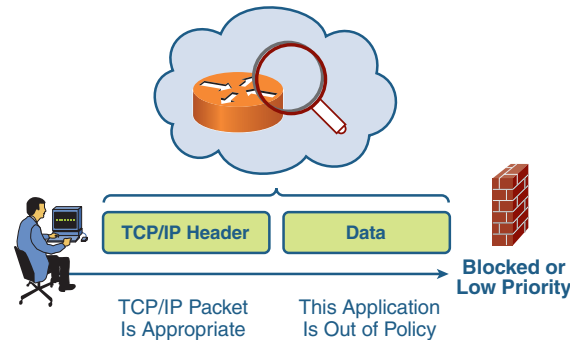 TCP/IP Header
Data
Blocked or
Low Priority
TCP/IP Packet
Is Appropriate
This Application
Is Out of Policy